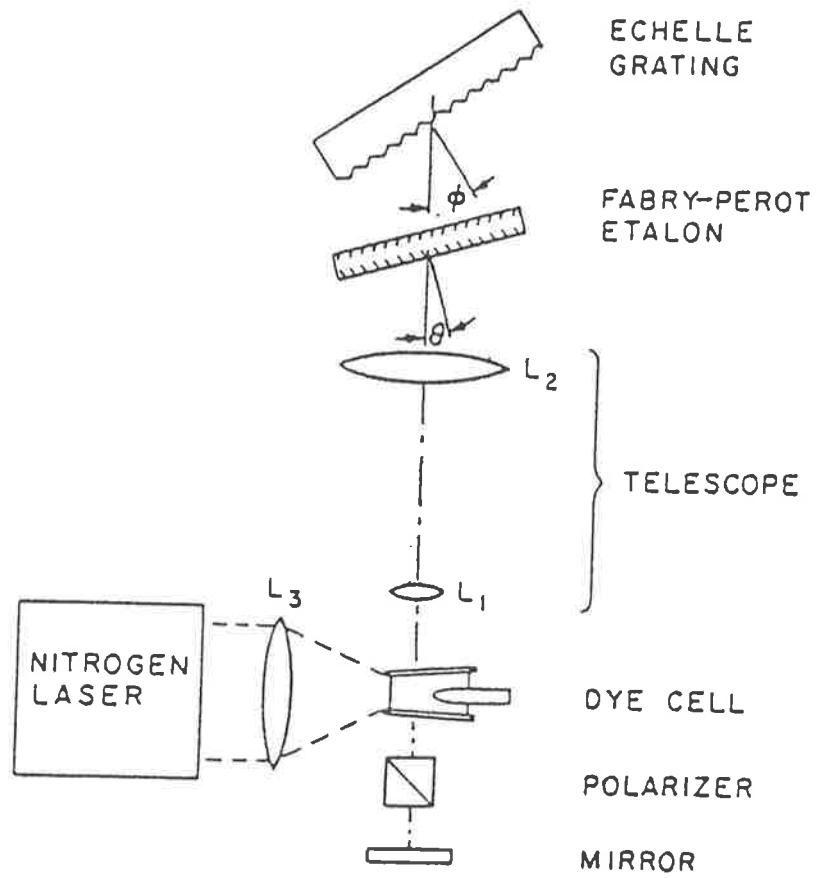 ECHELLE
GRATING
ϕ
FABRY-PEROT
ETALON
θ
L2
TELESCOPE
L3
L1
NITROGEN
LASER
DYE CELL
POLARIZER
MIRROR